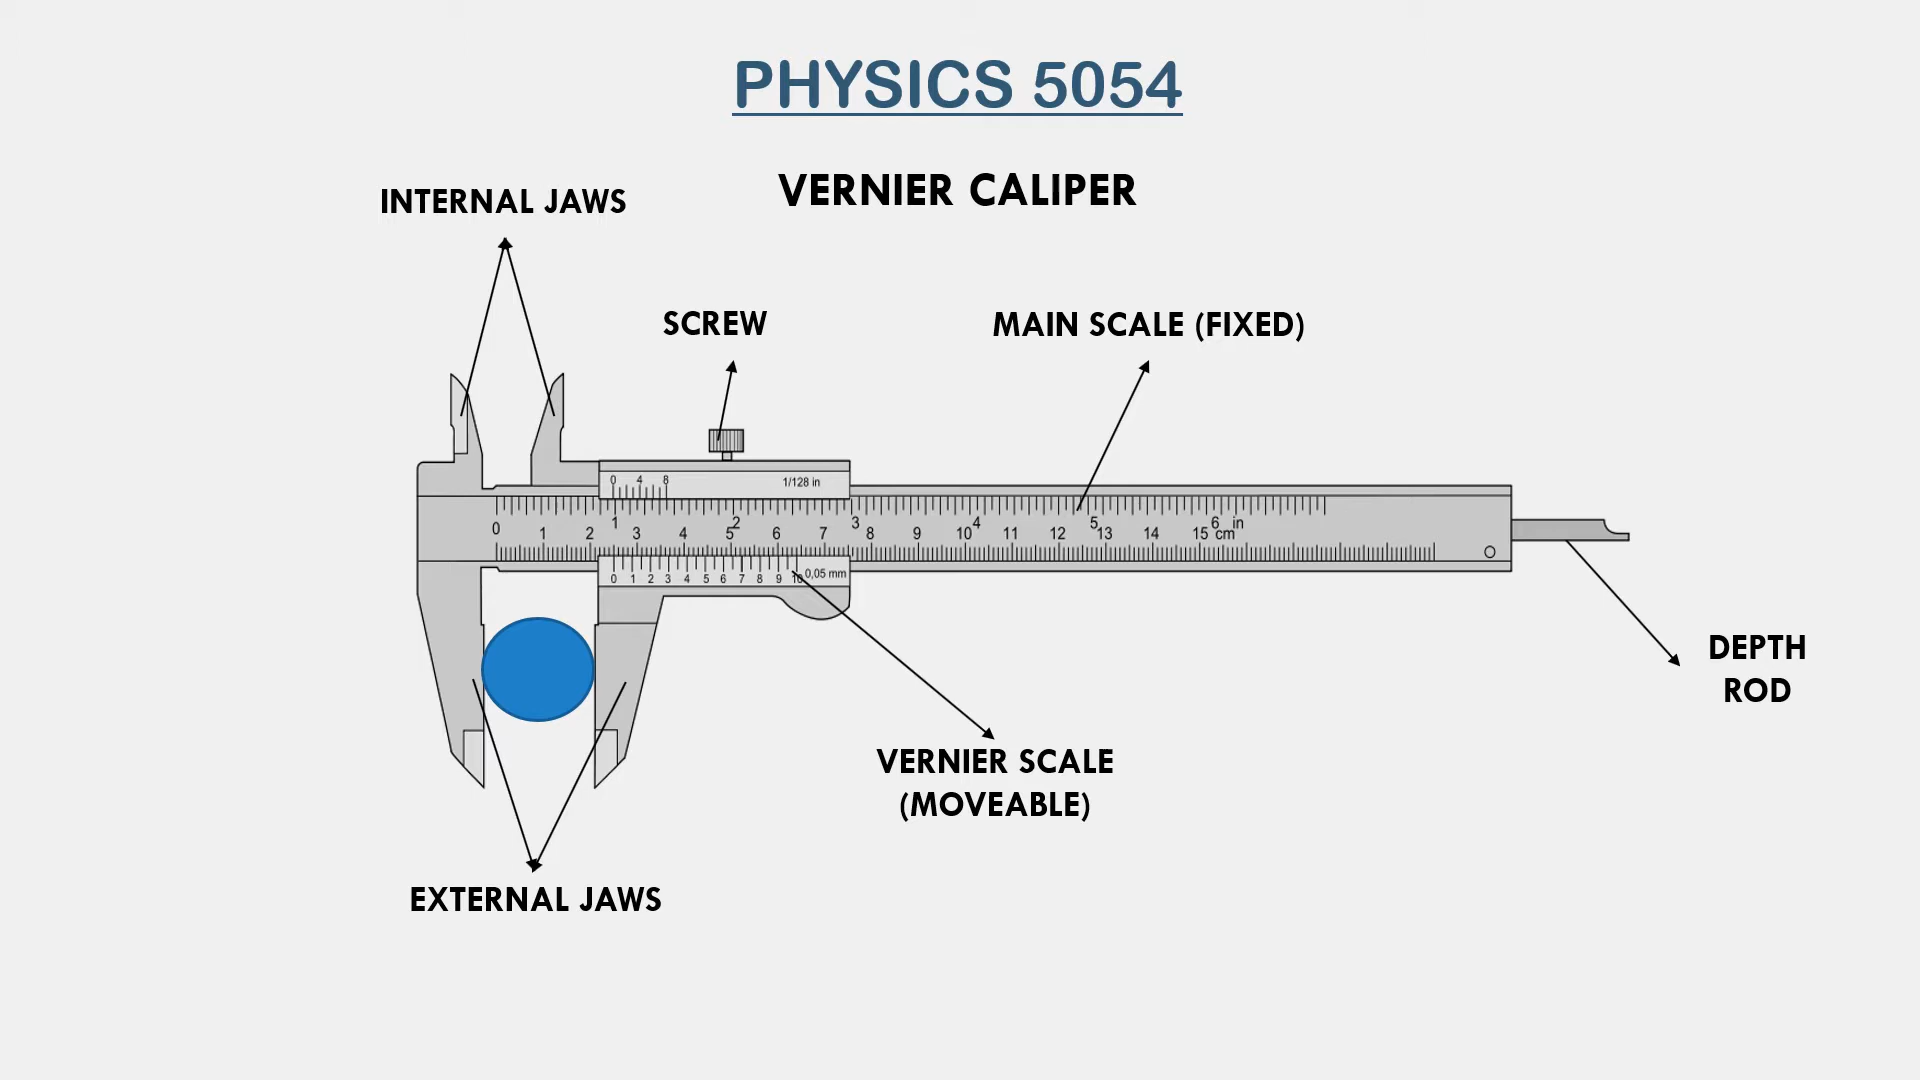 PHYSICS 5054
VERNIER CALIPER
INTERNAL JAWS
SCREW
MAIN SCALE (FIXED)
0 4 8 1/128 in
1 2 3 4 5 6 in
0 1 2 3 4 5 6 7 8 9 10 11 12 13 14 15 cm
0 1 2 3 4 5 6 7 8 9 10 0,05 mm
DEPTH
ROD
VERNIER SCALE
(MOVEABLE)
EXTERNAL JAWS